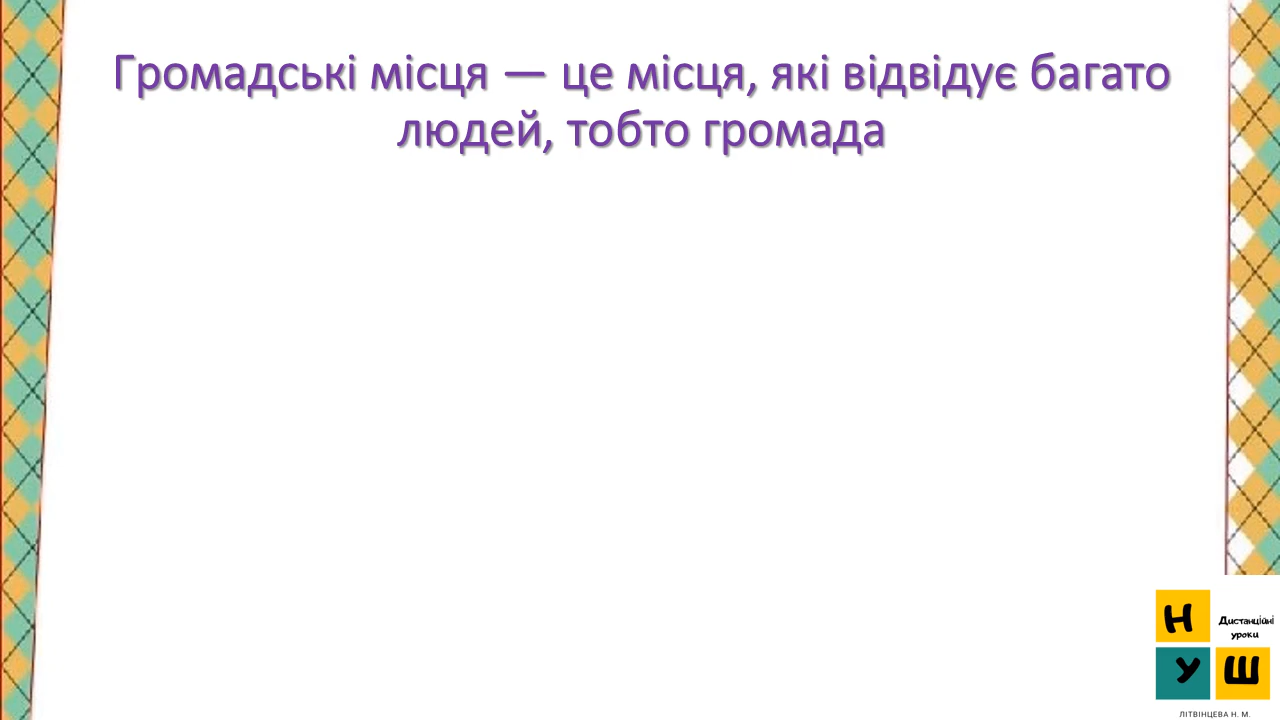 Громадські місця — це місця, які відвідує багато
людей, тобто громада
Н
Дистанційні
уроки
У Ш
ЛІТВІНЦЕВА Н. М.